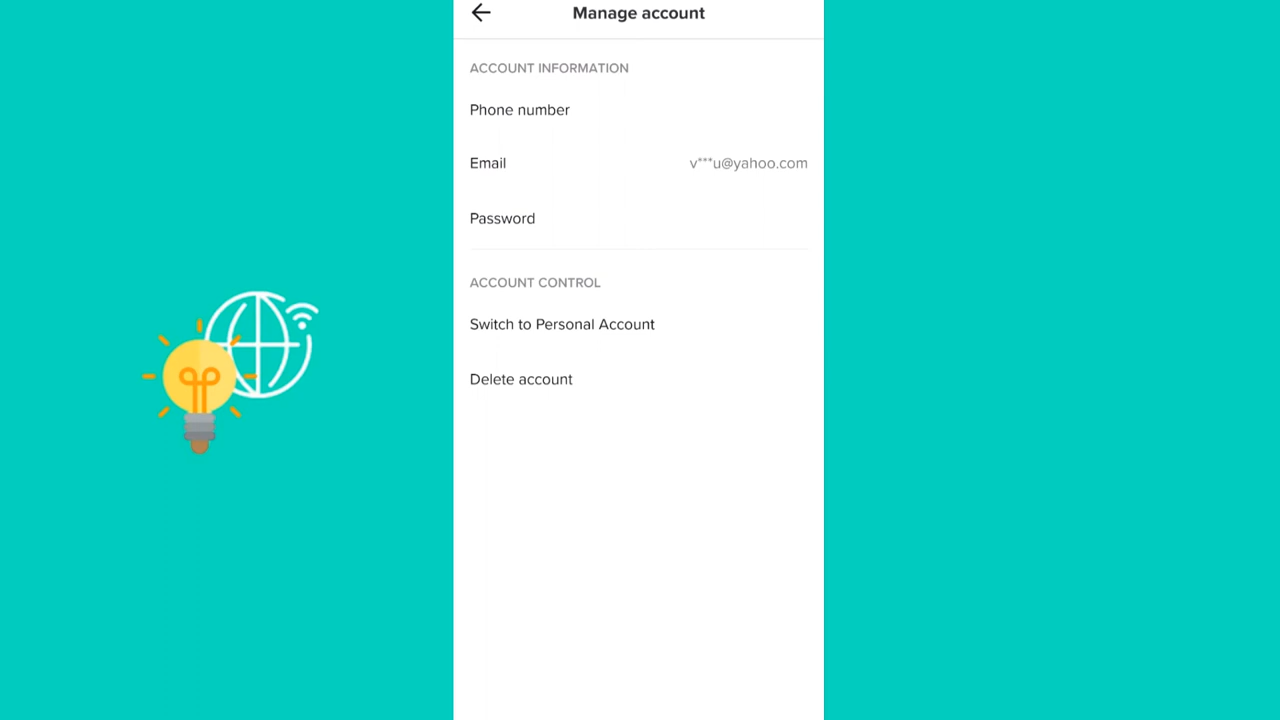 Manage account
ACCOUNT INFORMATION
Phone number
Email v***u@yahoo.com
Password
ACCOUNT CONTROL
Switch to Personal Account
Delete account